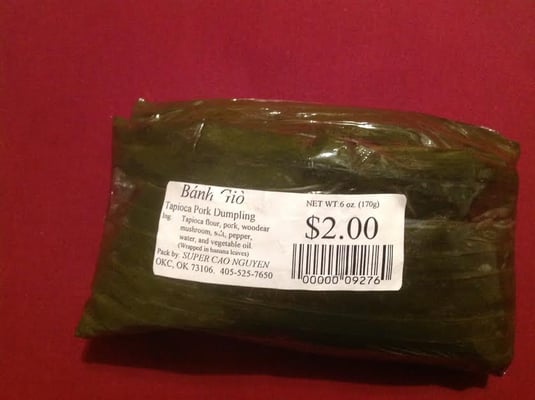 Bánh Giò
Tapioca Pork Dumpling
Ing: Tapioca flour, pork, woodear
mushroom, salt, pepper,
water, and vegetable oil.
(Wrapped in banana leaves)
Pack by: SUPER CAO NGUYEN
OKC, OK 73106, 405-525-7650
NET WT 6 oz. (170g)
$2.00
00000 09276